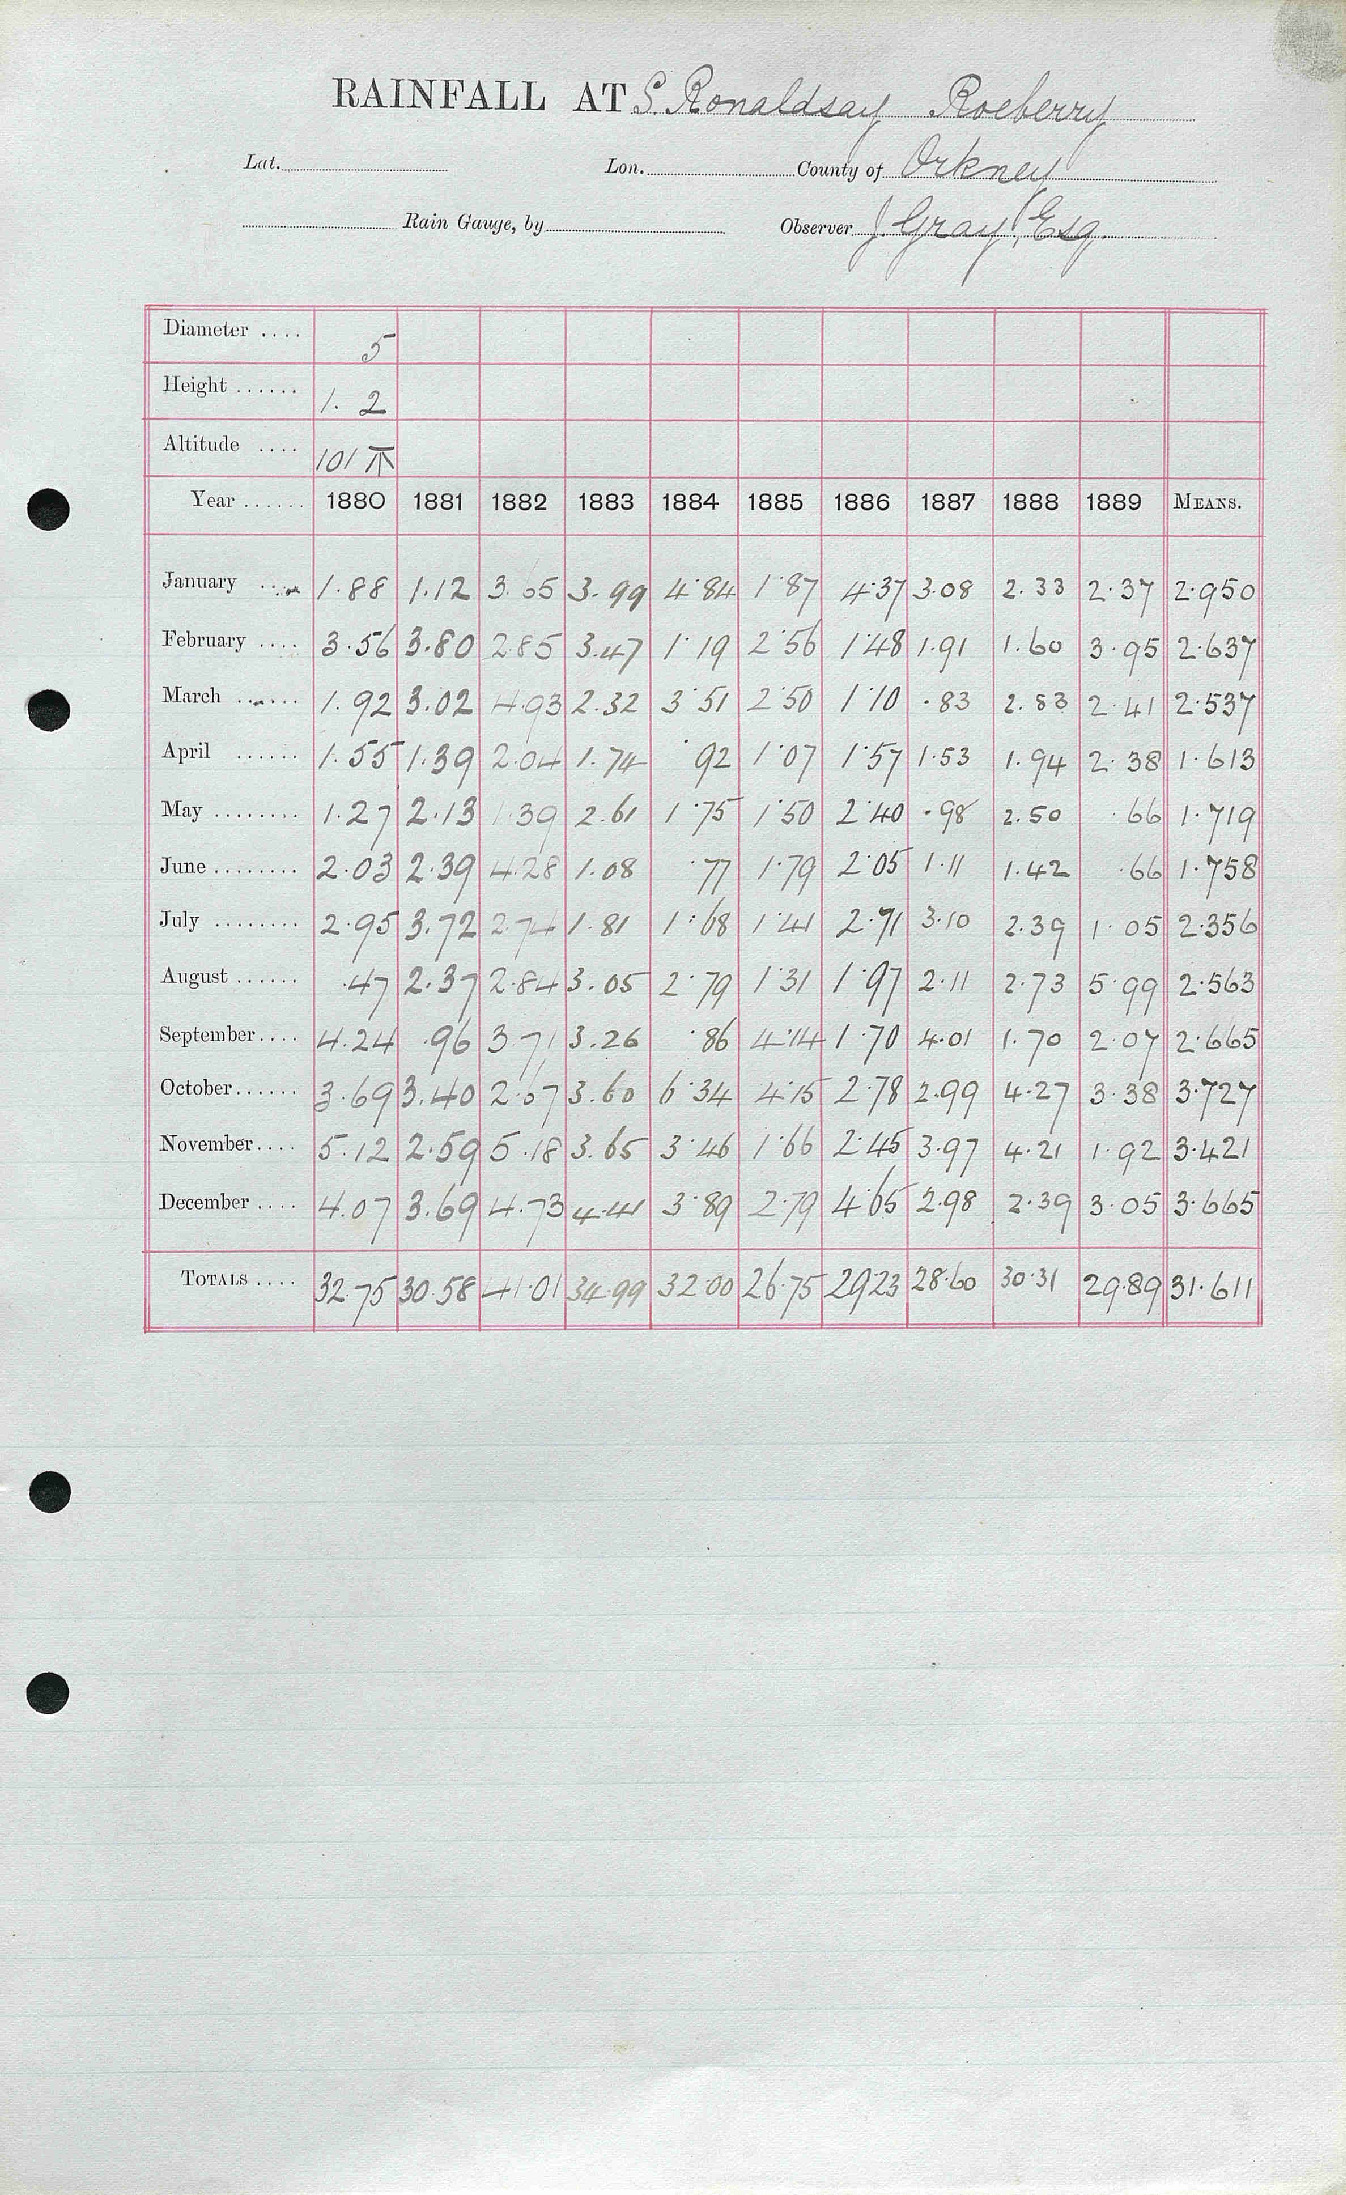 RAINFALL AT S. Ronaldsay Roeberry
Lat. Lon. County of Orkney
Rain Gauge, by Observer J. Gray, Esq.
Diameter .... 5
Height ...... 1. 2
Altitude .... 101
Year ...... 1880 1881 1882 1883 1884 1885 1886 1887 1888 1889 MEANS.
January .... 1.88 1.12 3.65 3.99 4.84 1.87 4.37 3.08 2.33 2.37 2.950
February .... 3.56 3.80 2.85 3.47 1.19 2.56 1.48 1.91 1.60 3.95 2.637
March ...... 1.92 3.02 4.93 2.32 3.51 2.50 1.10 .83 2.83 2.41 2.537
April ...... 1.55 1.39 2.04 1.74 .92 1.07 1.57 1.53 1.94 2.38 1.613
May ........ 1.27 2.13 1.39 2.61 1.75 1.50 2.40 .98 2.50 .66 1.719
June ........ 2.03 2.39 4.28 1.08 .77 1.79 2.05 1.11 1.42 .66 1.758
July ........ 2.95 3.72 2.74 1.81 1.68 1.41 2.71 3.10 2.39 1.05 2.356
August ...... .47 2.37 2.84 3.05 2.79 1.31 1.97 2.11 2.73 5.99 2.563
September.... 4.24 .96 3.71 3.26 .86 4.14 1.70 4.01 1.70 2.07 2.665
October...... 3.69 3.40 2.67 3.60 6.34 4.15 2.78 2.99 4.27 3.38 3.727
November.... 5.12 2.59 5.18 3.65 3.46 1.66 2.45 3.97 4.21 1.92 3.421
December .... 4.07 3.69 4.73 4.41 3.89 2.79 4.65 2.98 2.39 3.05 3.665
TOTALS .... 32.75 30.58 41.01 34.99 32.00 26.75 29.23 28.60 30.31 29.89 31.611